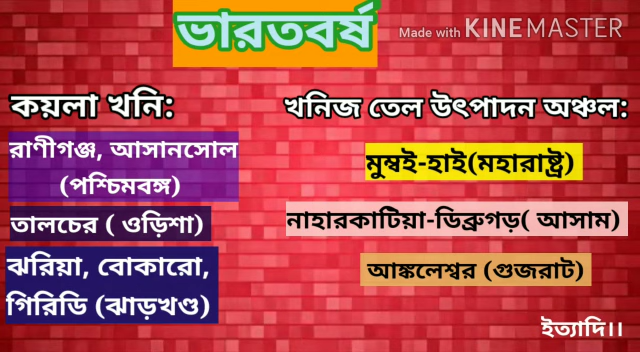 ভারতবর্ষ
Made with KINEMASTER
কয়লা খনি:
রাণীগঞ্জ, আসানসোল
(পশ্চিমবঙ্গ)
তালচের ( ওড়িশা)
ঝরিয়া, বোকারো,
গিরিডি (ঝাড়খণ্ড)
খনিজ তেল উৎপাদন অঞ্চল:
মুম্বই-হাই(মহারাষ্ট্র)
নাহারকাটিয়া-ডিব্রুগড়( আসাম)
আঙ্কলেশ্বর (গুজরাট)
ইত্যাদি।।